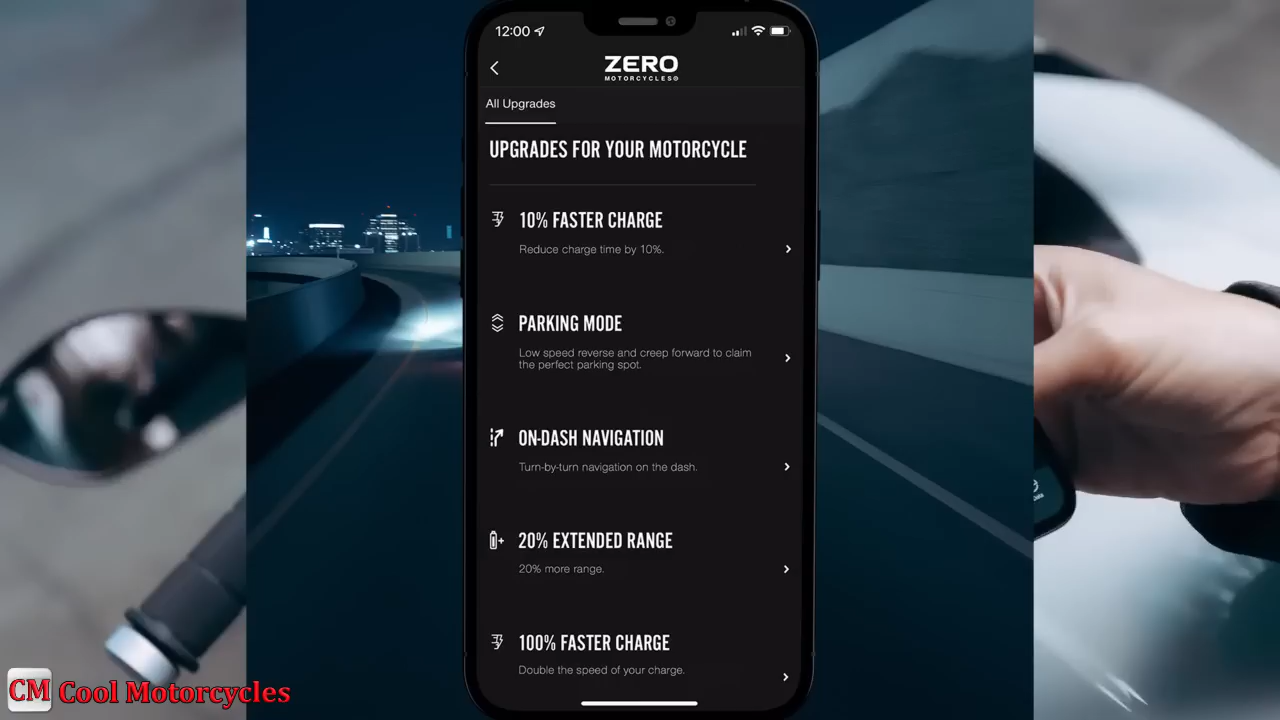 12:00
ZERO
MOTORCYCLES®
All Upgrades
UPGRADES FOR YOUR MOTORCYCLE
10% FASTER CHARGE
Reduce charge time by 10%.
PARKING MODE
Low speed reverse and creep forward to claim
the perfect parking spot.
ON-DASH NAVIGATION
Turn-by-turn navigation on the dash.
20% EXTENDED RANGE
20% more range.
100% FASTER CHARGE
Double the speed of your charge.
CM Cool Motorcycles